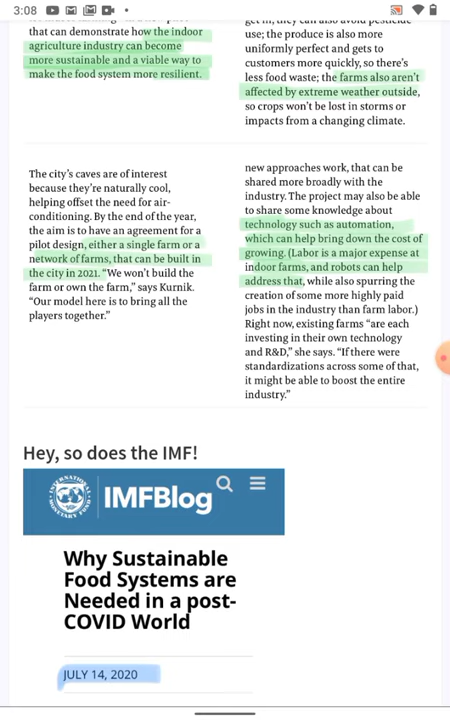 3:08
that can demonstrate how the indoor
agriculture industry can become
more sustainable and a viable way to
make the food system more resilient.
get in, they can also avoid pesticide
use; the produce is also more
uniformly perfect and gets to
customers more quickly, so there's
less food waste; the farms also aren't
affected by extreme weather outside,
so crops won't be lost in storms or
impacts from a changing climate.
The city's caves are of interest
because they're naturally cool,
helping offset the need for air-
conditioning. By the end of the year,
the aim is to have an agreement for a
pilot design, either a single farm or a
network of farms, that can be built in
the city in 2021. "We won't build the
farm or own the farm," says Kurnik.
"Our model here is to bring all the
players together."
new approaches work, that can be
shared more broadly with the
industry. The project may also be able
to share some knowledge about
technology such as automation,
which can help bring down the cost of
growing. (Labor is a major expense at
indoor farms, and robots can help
address that, while also spurring the
creation of some more highly paid
jobs in the industry than farm labor.)
Right now, existing farms "are each
investing in their own technology
and R&D," she says. "If there were
standardizations across some of that,
it might be able to boost the entire
industry."
Hey, so does the IMF!
IMFBlog
Why Sustainable
Food Systems are
Needed in a post-
COVID World
JULY 14, 2020